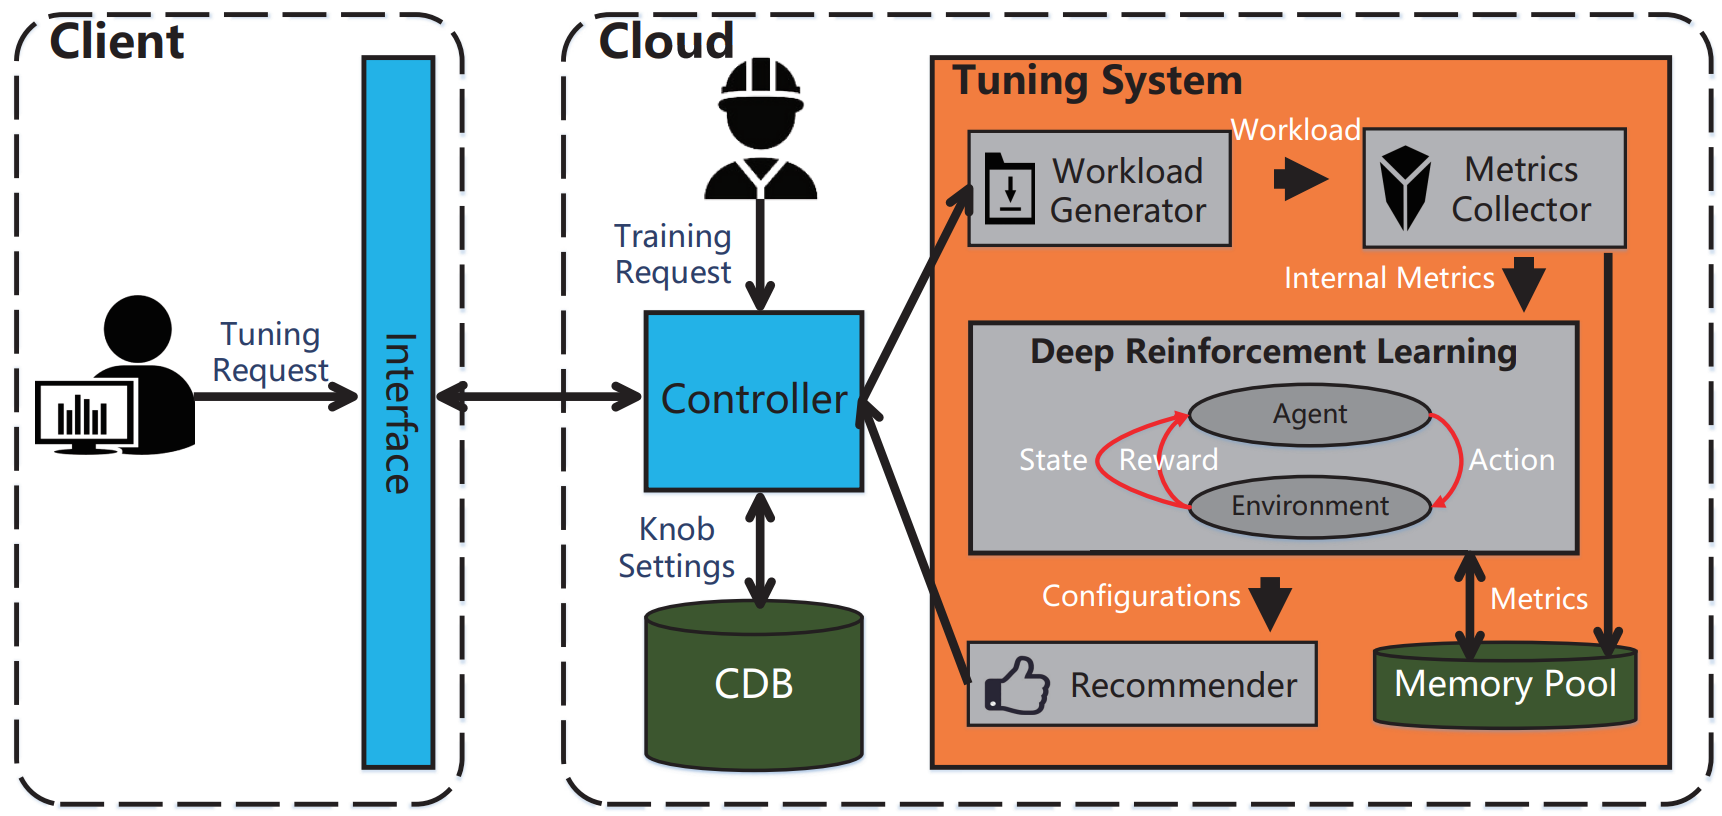 Client
Tuning
Request
Interface
Cloud
Training
Request
Controller
Knob
Settings
CDB
Tuning System
Workload
Generator
Workload
Metrics
Collector
Internal Metrics
Deep Reinforcement Learning
Agent
State
Reward
Action
Environment
Configurations
Metrics
Recommender
Memory Pool